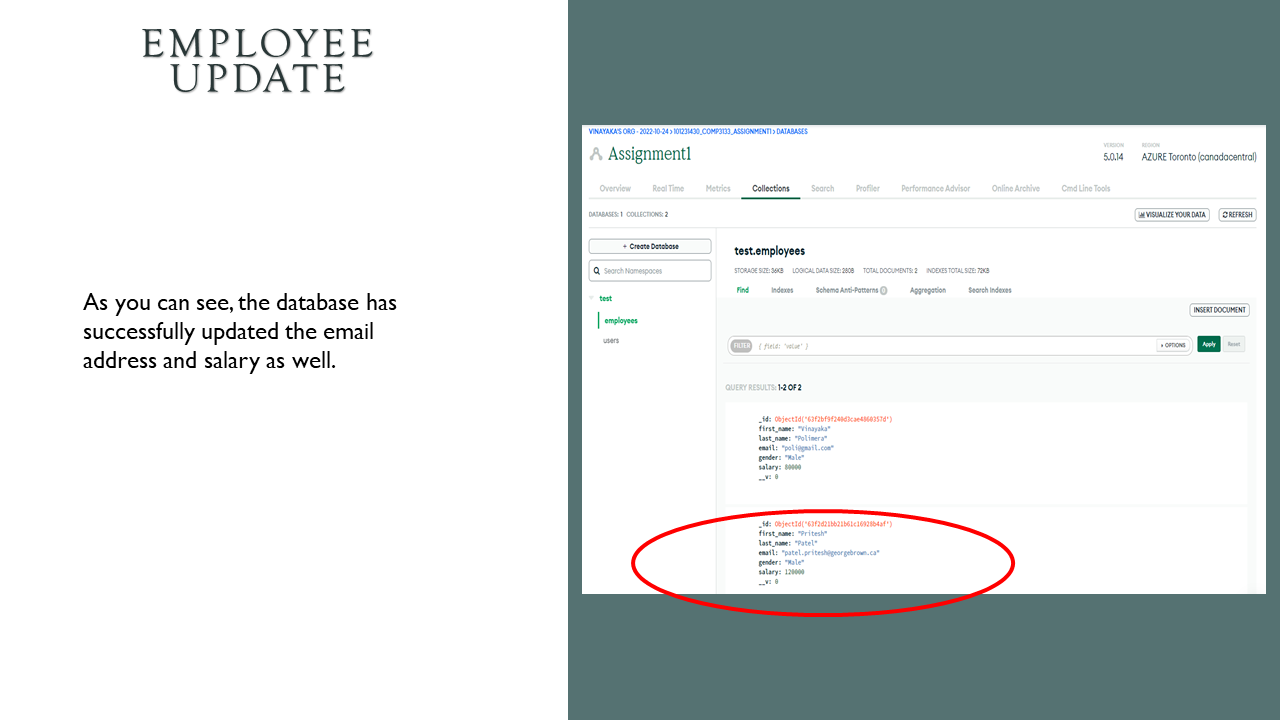 EMPLOYEE
UPDATE
As you can see, the database has
successfully updated the email
address and salary as well.
VINAYAKA'S ORG - 2022-10-24 > 101231430_COMP3133_ASSIGNMENT1 > DATABASES
Assignment1
VERSION
5.0.14
REGION
AZURE Toronto (canadacentral)
Overview Real Time Metrics Collections Search Profiler Performance Advisor Online Archive Cmd Line Tools
DATABASES: 1 COLLECTIONS: 2
VISUALIZE YOUR DATA
REFRESH
+ Create Database
Search Namespaces
test
employees
users
test.employees
STORAGE SIZE: 36KB LOGICAL DATA SIZE: 280B TOTAL DOCUMENTS: 2 INDEXES TOTAL SIZE: 72KB
Find Indexes Schema Anti-Patterns 0 Aggregation Search Indexes
INSERT DOCUMENT
FILTER { field: 'value' }
OPTIONS
Apply
Reset
QUERY RESULTS: 1-2 OF 2
_id: ObjectId("63f2bf9f240d3cae4860357d")
first_name: "Vinayaka"
last_name: "Polimera"
email: "poli@gmail.com"
gender: "Male"
salary: 80000
__v: 0
_id: ObjectId("63f2d21bb21b61c16928b4af")
first_name: "Pritesh"
last_name: "Patel"
email: "patel.pritesh@georgebrown.ca"
gender: "Male"
salary: 120000
__v: 0